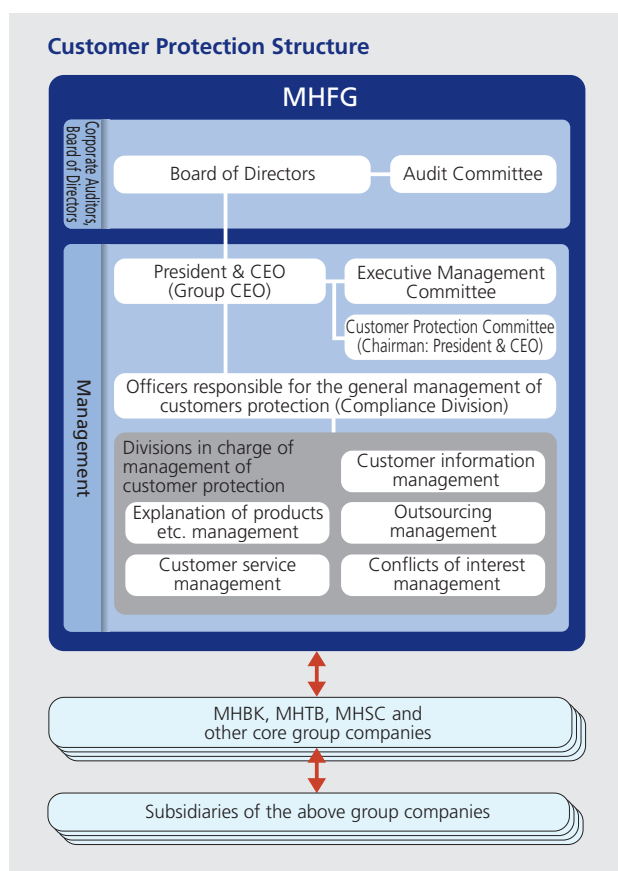 Customer Protection Structure
MHFG
Corporate Auditors,
Board of Directors
Board of Directors
Audit Committee
Management
President & CEO
(Group CEO)
Executive Management
Committee
Customer Protection Committee
(Chairman: President & CEO)
Officers responsible for the general management of
customers protection (Compliance Division)
Divisions in charge of
management of
customer protection
Customer information
management
Explanation of products
etc. management
Outsourcing
management
Customer service
management
Conflicts of interest
management
MHBK, MHTB, MHSC and
other core group companies
Subsidiaries of the above group companies